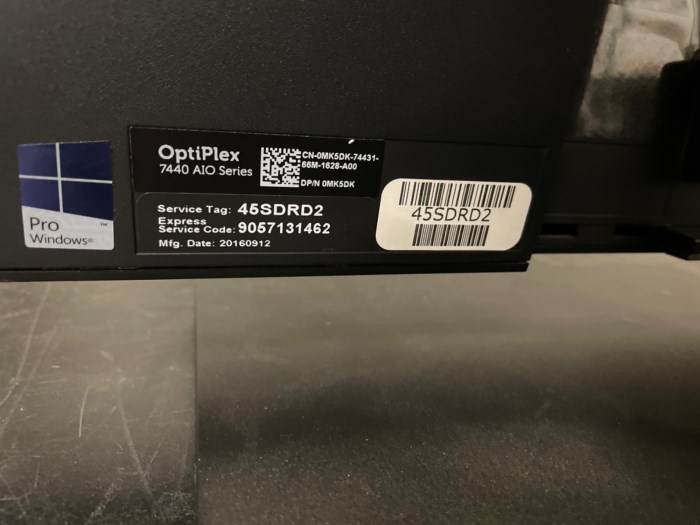 OptiPlex
7440 AIO Series
CN-0MK5DK-74431-
66M-1628-A00
DP/N 0MK5DK
Pro
Windows®
™
Service Tag: 45SDRD2
Express
Service Code: 9057131462
Mfg. Date: 20160912
45SDRD2